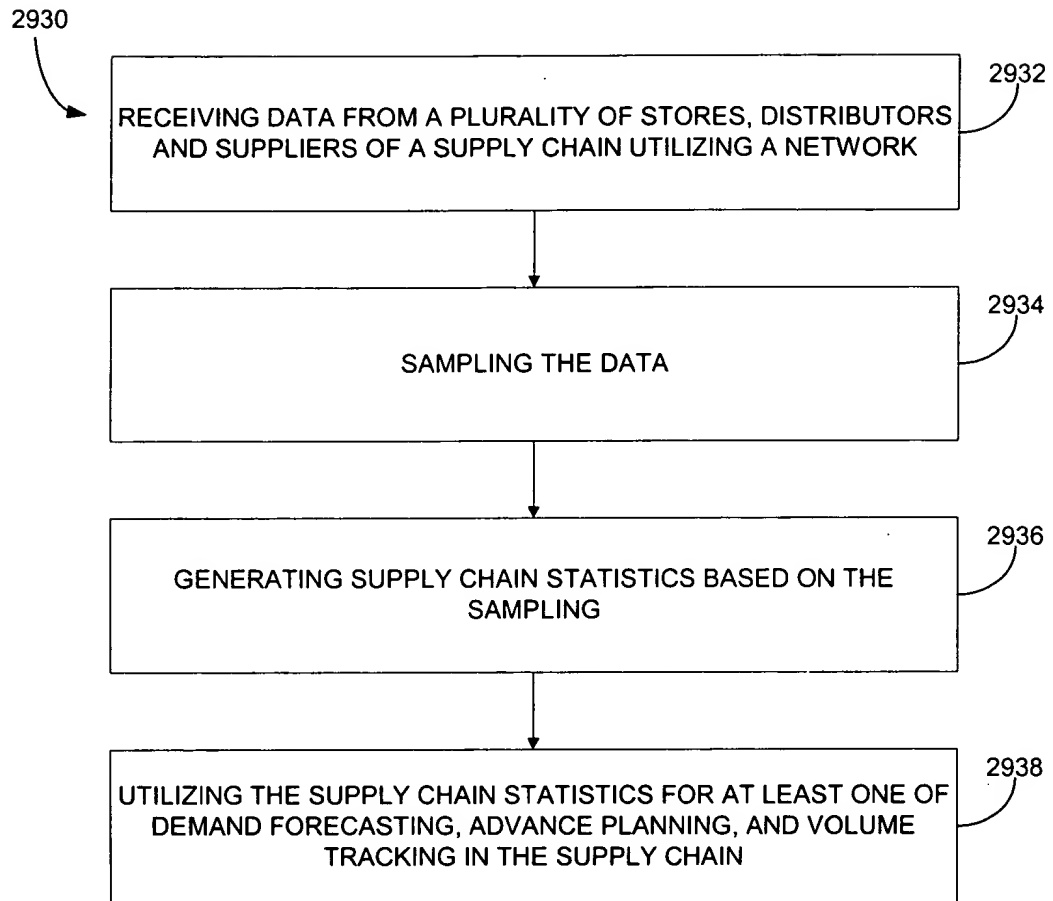 2930
2932
RECEIVING DATA FROM A PLURALITY OF STORES, DISTRIBUTORS
AND SUPPLIERS OF A SUPPLY CHAIN UTILIZING A NETWORK
2934
SAMPLING THE DATA
2936
GENERATING SUPPLY CHAIN STATISTICS BASED ON THE
SAMPLING
2938
UTILIZING THE SUPPLY CHAIN STATISTICS FOR AT LEAST ONE OF
DEMAND FORECASTING, ADVANCE PLANNING, AND VOLUME
TRACKING IN THE SUPPLY CHAIN